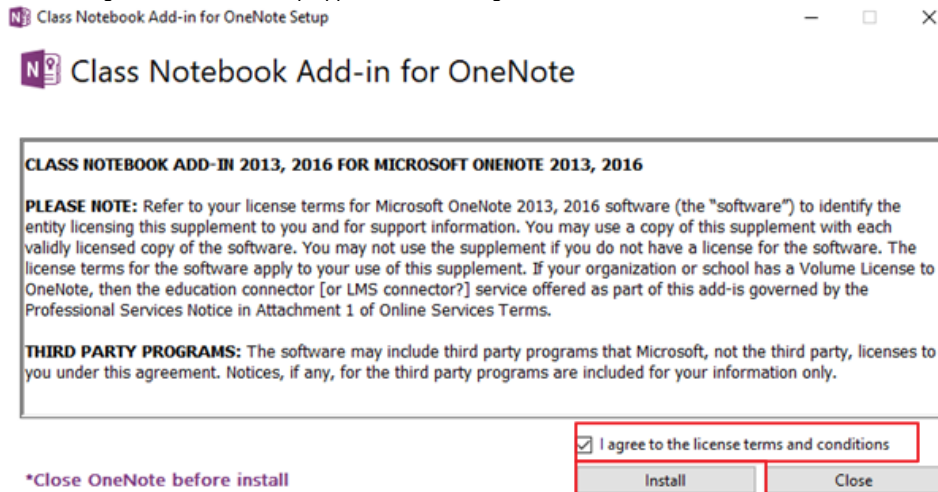 Class Notebook Add-in for OneNote Setup
Class Notebook Add-in for OneNote
CLASS NOTEBOOK ADD-IN 2013, 2016 FOR MICROSOFT ONENOTE 2013, 2016
PLEASE NOTE: Refer to your license terms for Microsoft OneNote 2013, 2016 software (the "software") to identify the
entity licensing this supplement to you and for support information. You may use a copy of this supplement with each
validly licensed copy of the software. You may not use the supplement if you do not have a license for the software. The
license terms for the software apply to your use of this supplement. If your organization or school has a Volume License to
OneNote, then the education connector [or LMS connector?] service offered as part of this add-is governed by the
Professional Services Notice in Attachment 1 of Online Services Terms.
THIRD PARTY PROGRAMS: The software may include third party programs that Microsoft, not the third party, licenses to
you under this agreement. Notices, if any, for the third party programs are included for your information only.
I agree to the license terms and conditions
*Close OneNote before install
Install
Close